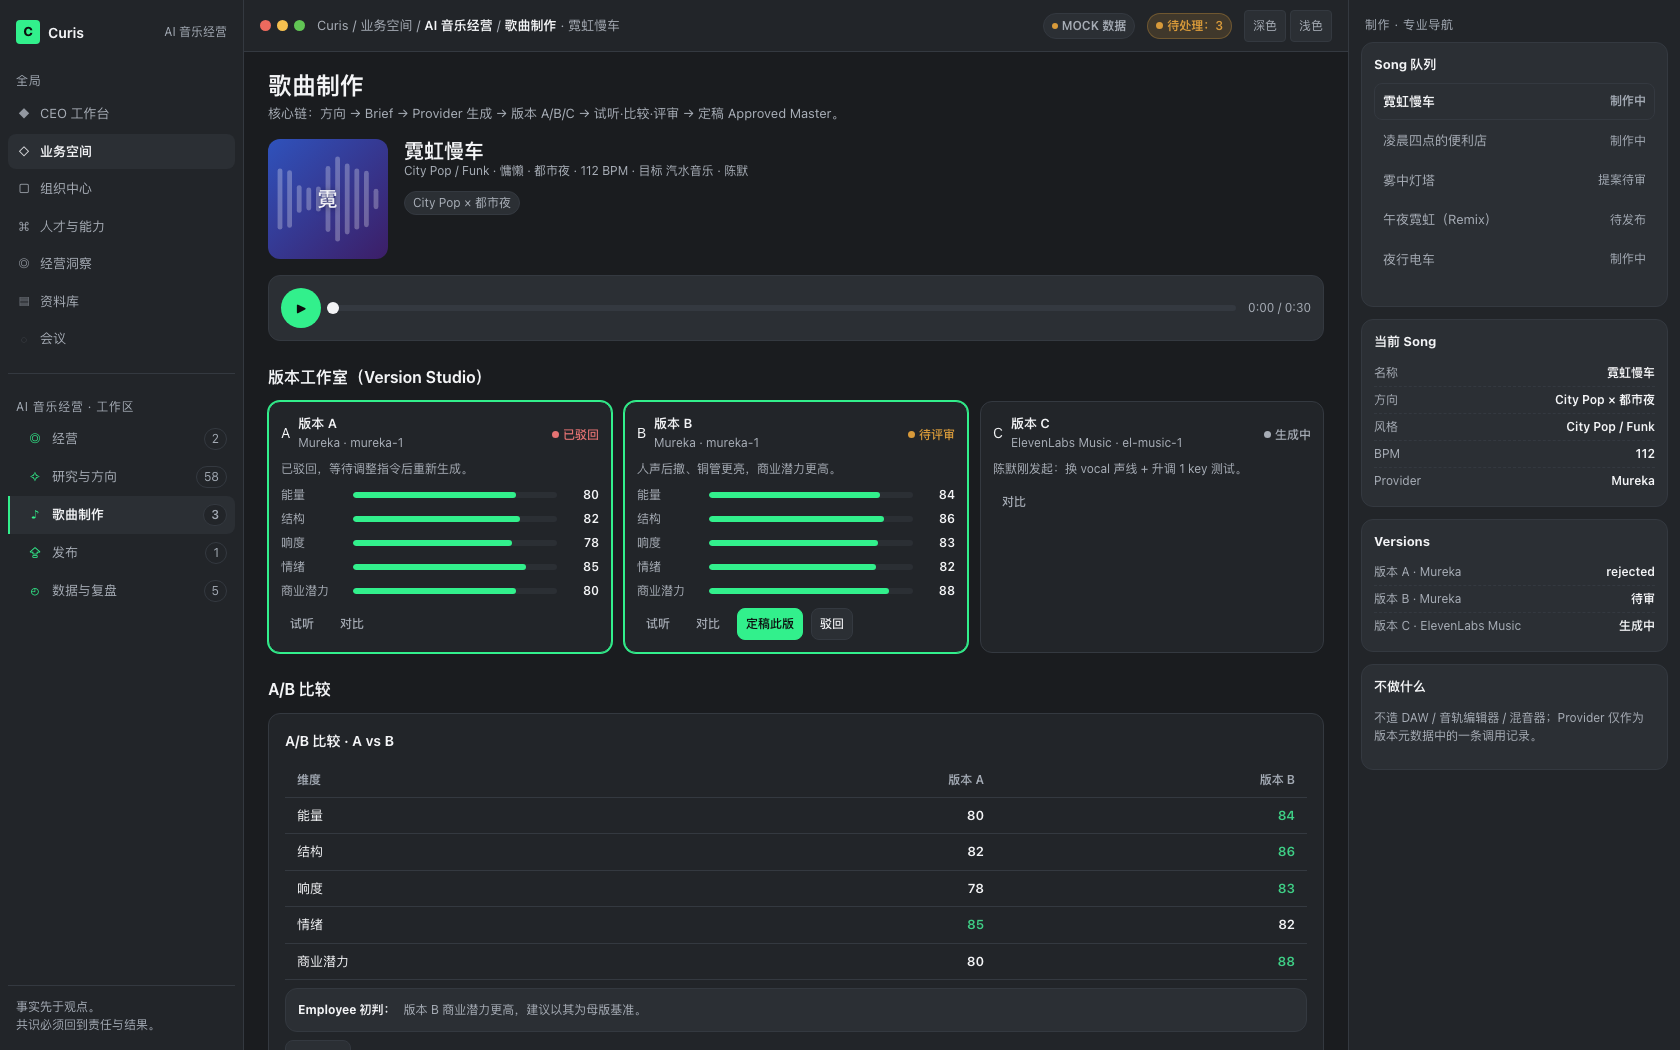 C Curis AI 音乐经营
全局
◆ CEO 工作台
◇ 业务空间
▢ 组织中心
⌘ 人才与能力
◎ 经营洞察
▤ 资料库
会议
AI 音乐经营 · 工作区
◎ 经营 2
✧ 研究与方向 58
♪ 歌曲制作 3
发布 1
◴ 数据与复盘 5
事实先于观点。
共识必须回到责任与结果。
Curis / 业务空间 / AI 音乐经营 / 歌曲制作 · 霓虹慢车
MOCK 数据 待处理：3 深色 浅色
歌曲制作
核心链：方向 → Brief → Provider 生成 → 版本 A/B/C → 试听·比较·评审 → 定稿 Approved Master。
霓
霓虹慢车
City Pop / Funk · 慵懒 · 都市夜 · 112 BPM · 目标 汽水音乐 · 陈默
City Pop × 都市夜
▶ 0:00 / 0:30
版本工作室（Version Studio）
A 版本 A
Mureka · mureka-1
已驳回
已驳回，等待调整指令后重新生成。
能量 80
结构 82
响度 78
情绪 85
商业潜力 80
试听 对比
B 版本 B
Mureka · mureka-1
待评审
人声后撤、铜管更亮，商业潜力更高。
能量 84
结构 86
响度 83
情绪 82
商业潜力 88
试听 对比 定稿此版 驳回
C 版本 C
ElevenLabs Music · el-music-1
生成中
陈默刚发起：换 vocal 声线 + 升调 1 key 测试。
对比
A/B 比较
A/B 比较 · A vs B
维度 版本 A 版本 B
能量 80 84
结构 82 86
响度 78 83
情绪 85 82
商业潜力 80 88
Employee 初判： 版本 B 商业潜力更高，建议以其为母版基准。
制作 · 专业导航
Song 队列
霓虹慢车 制作中
凌晨四点的便利店 制作中
雾中灯塔 提案待审
午夜霓虹（Remix） 待发布
夜行电车 制作中
当前 Song
名称 霓虹慢车
方向 City Pop × 都市夜
风格 City Pop / Funk
BPM 112
Provider Mureka
Versions
版本 A · Mureka rejected
版本 B · Mureka 待审
版本 C · ElevenLabs Music 生成中
不做什么
不造 DAW / 音轨编辑器 / 混音器；Provider 仅作为
版本元数据中的一条调用记录。